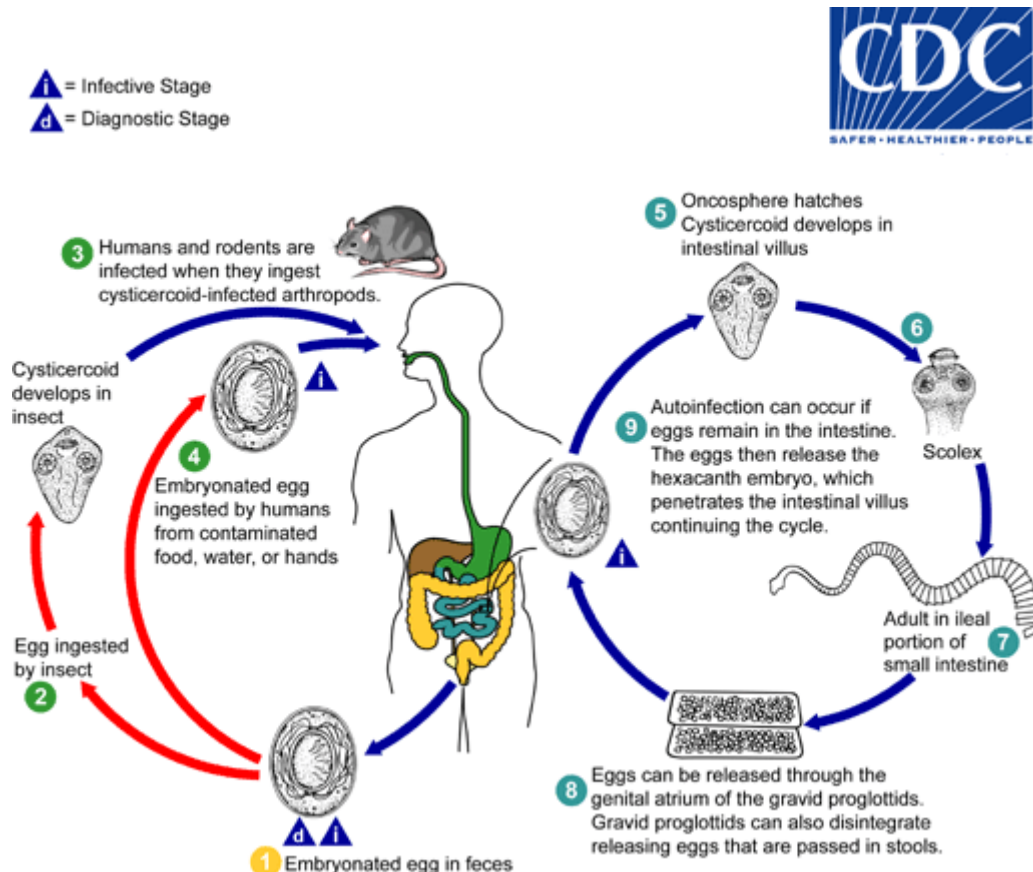 CDC
SAFER • HEALTHIER • PEOPLE
i = Infective Stage
d = Diagnostic Stage
3 Humans and rodents are
infected when they ingest
cysticercoid-infected arthropods.
Cysticercoid
develops in
insect
i
4
Embryonated egg
ingested by humans
from contaminated
food, water, or hands
Egg ingested
by insect
2
d i
1 Embryonated egg in feces
5 Oncosphere hatches
Cysticercoid develops in
intestinal villus
6
Scolex
9 Autoinfection can occur if
eggs remain in the intestine.
The eggs then release the
hexacanth embryo, which
penetrates the intestinal villus
continuing the cycle.
i
Adult in ileal
portion of 7
small intestine
8 Eggs can be released through the
genital atrium of the gravid proglottids.
Gravid proglottids can also disintegrate
releasing eggs that are passed in stools.